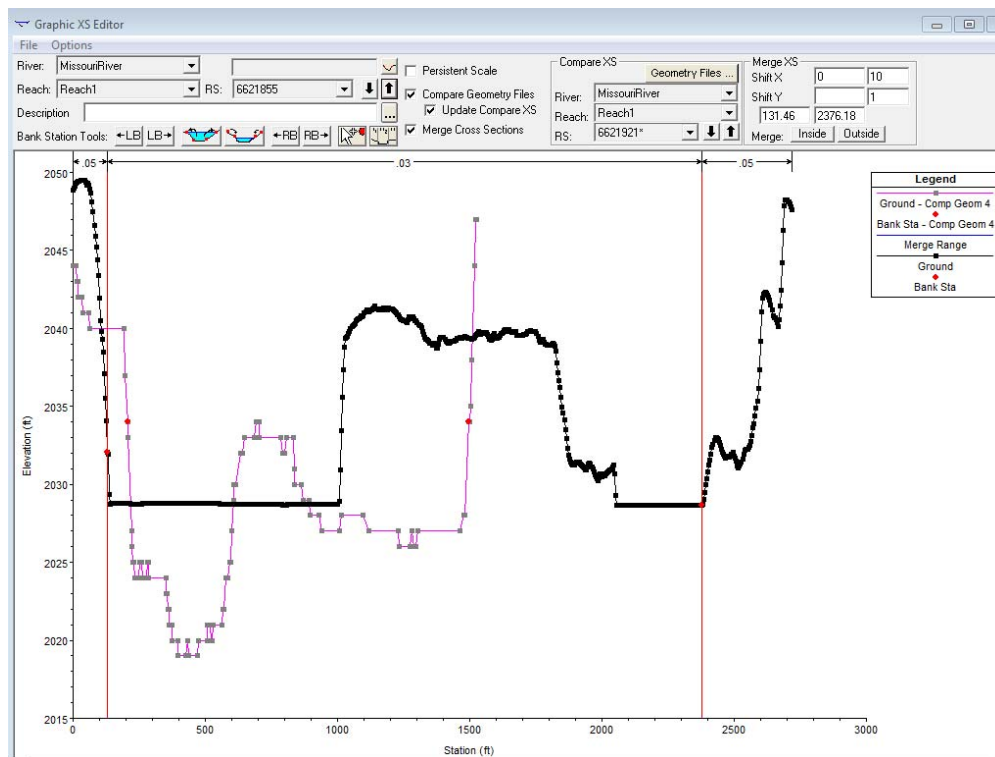 Graphic XS Editor
File Options
River: MissouriRiver
Reach: Reach1 RS: 6621855
Description ...
Bank Station Tools: ←LB LB→ ←RB RB→
Persistent Scale
Compare Geometry Files
Update Compare XS
Merge Cross Sections
Compare XS
Geometry Files ...
River: MissouriRiver
Reach: Reach1
RS: 6621921*
Merge XS
Shift X 0 10
Shift Y 1
131.46 2376.18
Merge: Inside Outside
.05 .03 .05
2050
2045
2040
2035
2030
2025
2020
2015
Elevation (ft)
0 500 1000 1500 2000 2500 3000
Station (ft)
Legend
Ground - Comp Geom 4
Bank Sta - Comp Geom 4
Merge Range
Ground
Bank Sta